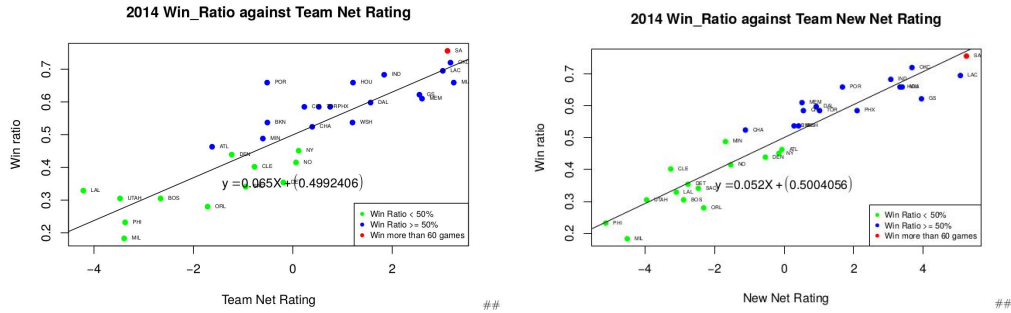 2014 Win_Ratio against Team Net Rating
Win ratio
0.7
0.6
0.5
0.4
0.3
0.2
SA
LAC
IND
POR
HOU
GS
MEM
DAL
PHX
BKN
WSH
CHA
MIN
ATL
NY
DEN
NO
CLE
LAL
UTAH
BOS
ORL
PHI
MIL
y = 0.065X + (0.4992406)
Win Ratio < 50%
Win Ratio >= 50%
Win more than 60 games
−4 −2 0 2
Team Net Rating
##
2014 Win_Ratio against Team New Net Rating
Win ratio
0.7
0.6
0.5
0.4
0.3
0.2
SA
OKC
LAC
IND
POR
GS
MEM
DAL
TOR
PHX
CHA
MIN
ATL
NY
DEN
NO
CLE
DET
SAC
LAL
UTAH
BOS
ORL
PHI
MIL
y = 0.052X + (0.5004056)
Win Ratio < 50%
Win Ratio >= 50%
Win more than 60 games
−4 −2 0 2 4
New Net Rating
##